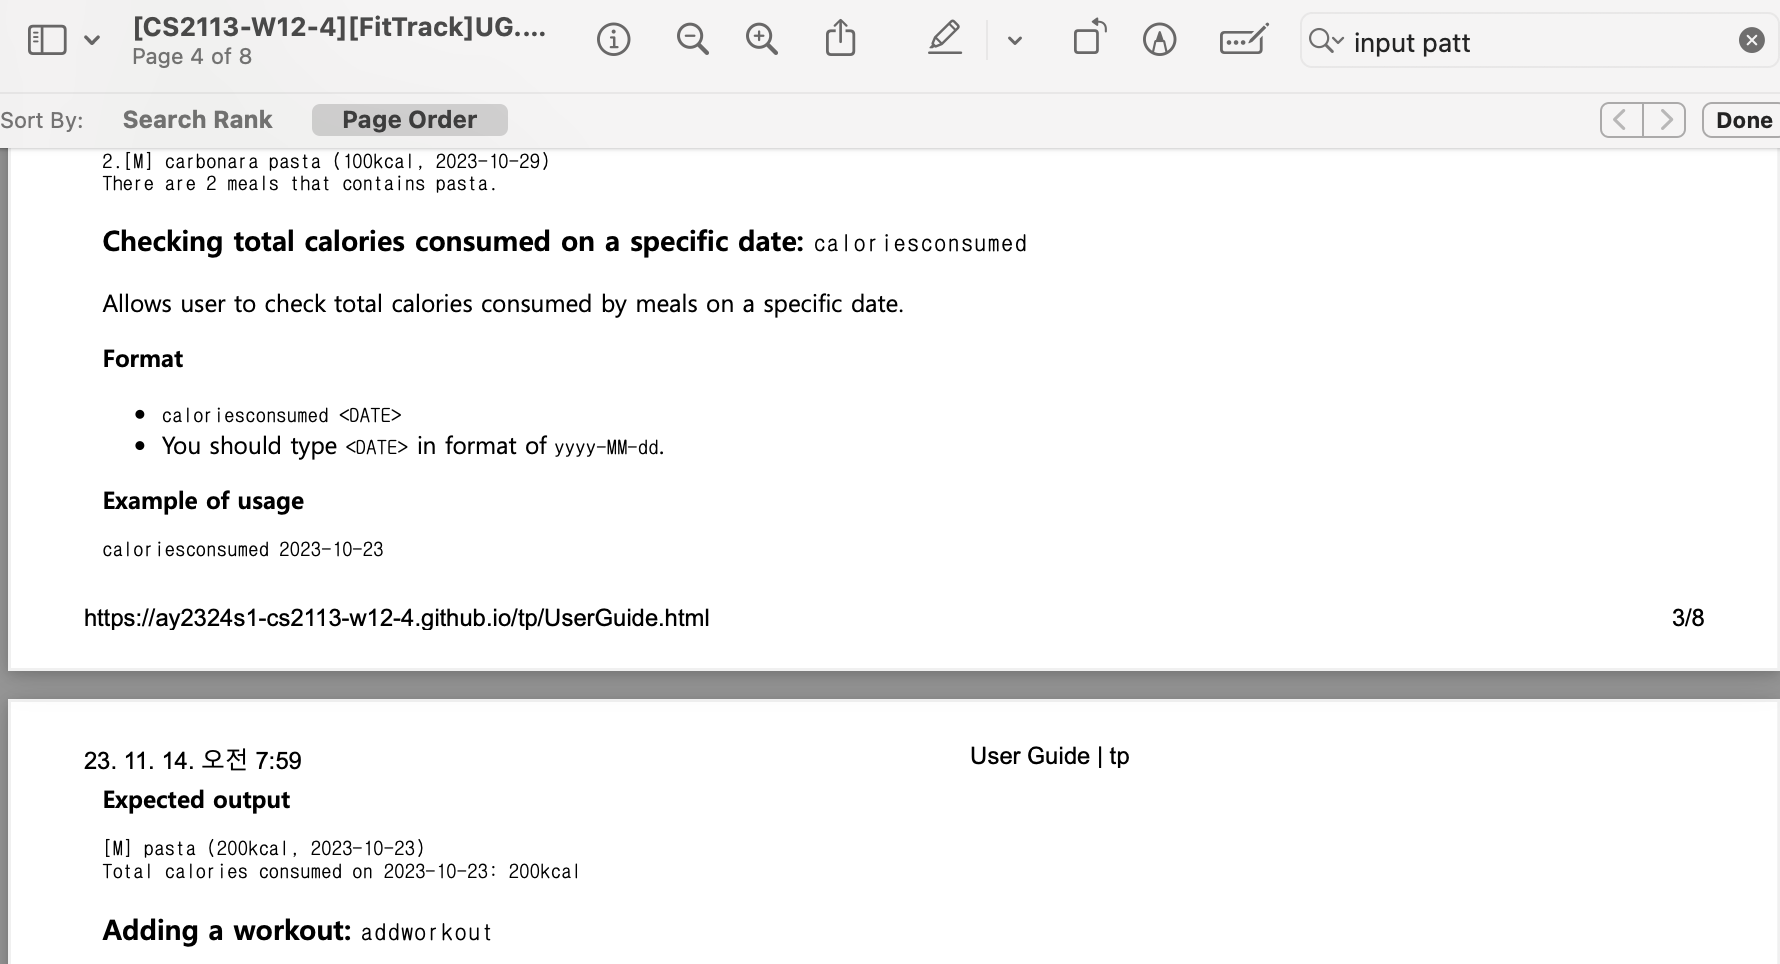 [CS2113-W12-4][FitTrack]UG....
Page 4 of 8
input patt
Sort By:
Search Rank
Page Order
Done
2.[M] carbonara pasta (100kcal, 2023-10-29)
There are 2 meals that contains pasta.
Checking total calories consumed on a specific date: caloriesconsumed
Allows user to check total calories consumed by meals on a specific date.
Format
• caloriesconsumed <DATE>
• You should type <DATE> in format of yyyy-MM-dd.
Example of usage
caloriesconsumed 2023-10-23
https://ay2324s1-cs2113-w12-4.github.io/tp/UserGuide.html
3/8
23. 11. 14. 오전 7:59
User Guide | tp
Expected output
[M] pasta (200kcal, 2023-10-23)
Total calories consumed on 2023-10-23: 200kcal
Adding a workout: addworkout